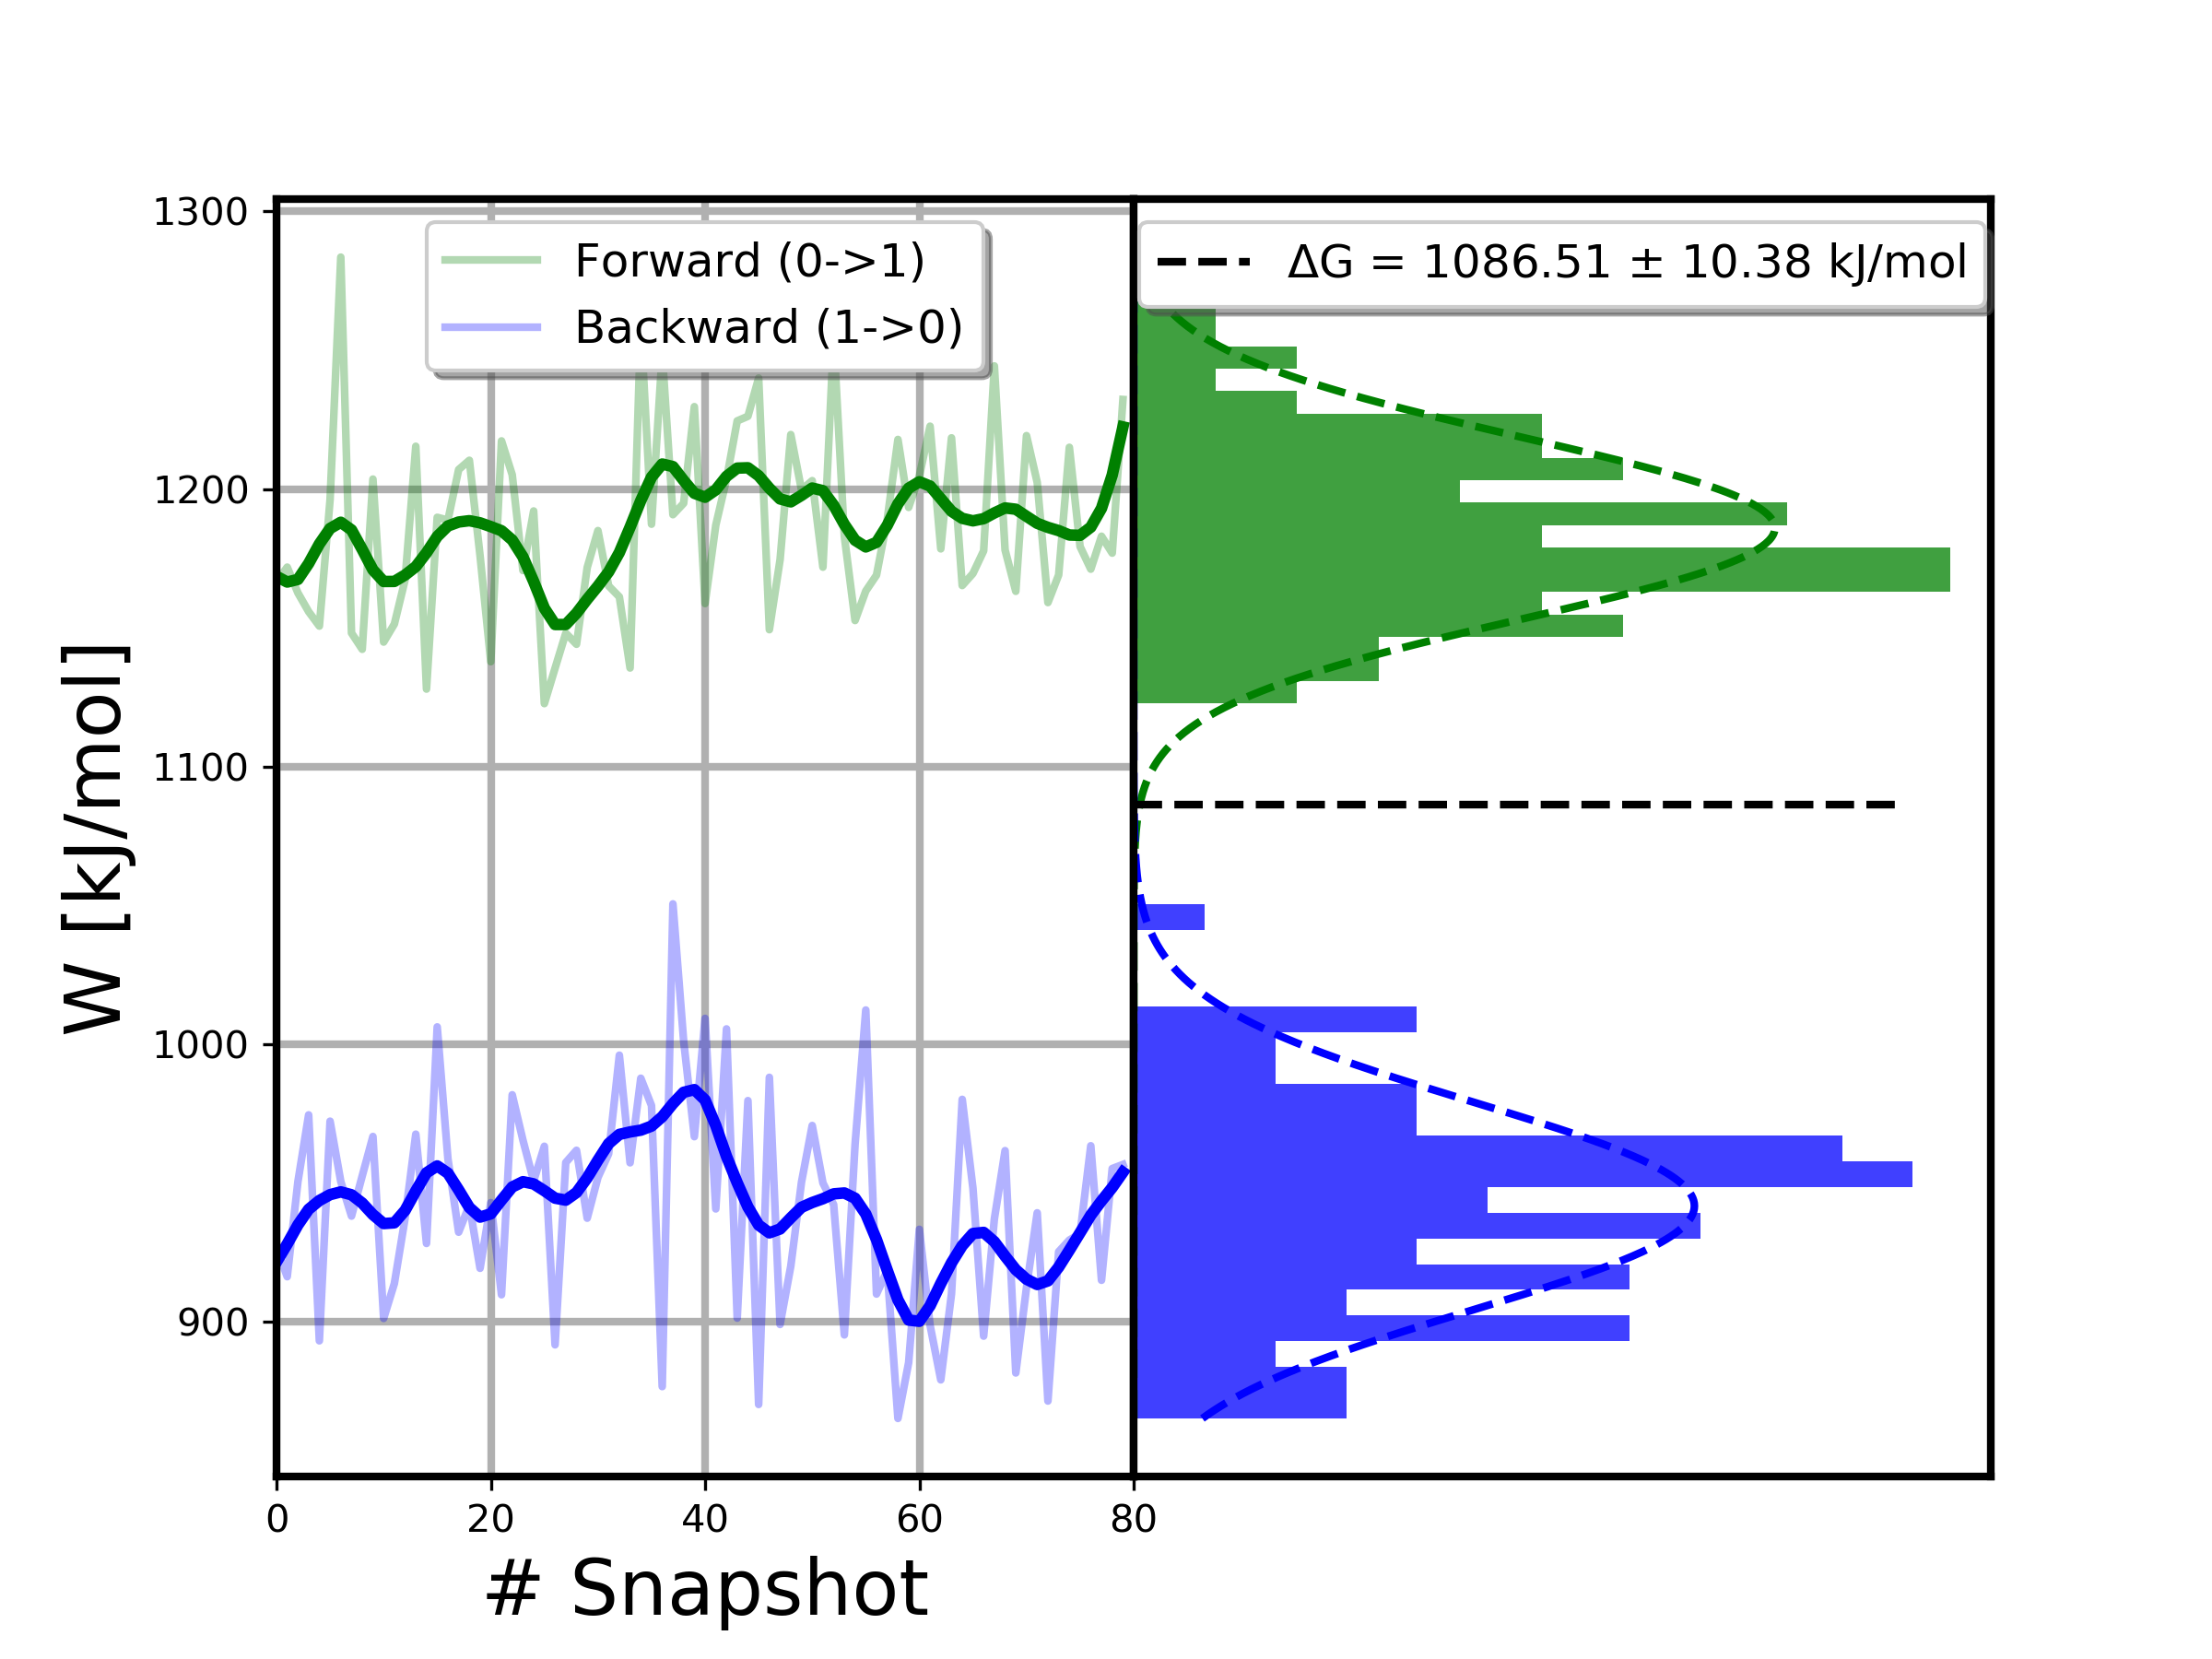 Forward (0->1)
Backward (1->0)
ΔG = 1086.51 ± 10.38 kJ/mol
W [kJ/mol]
1300
1200
1100
1000
900
0 20 40 60 80
# Snapshot